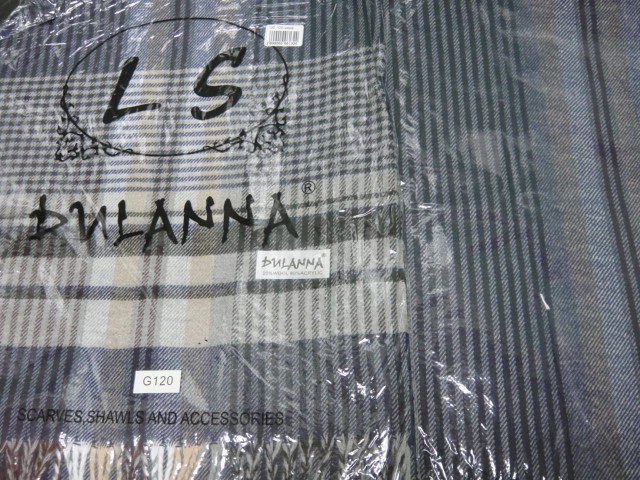 LS
DULANNA®
DULANNA®
G120
SCARVES,SHAWLS AND ACCESSORIES